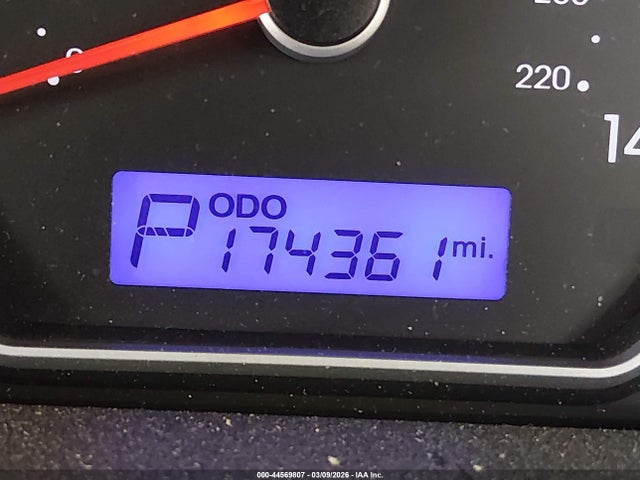 220
14
P ODO
174361 mi.
000-44569807 - 03/09/2026 - IAA Inc.